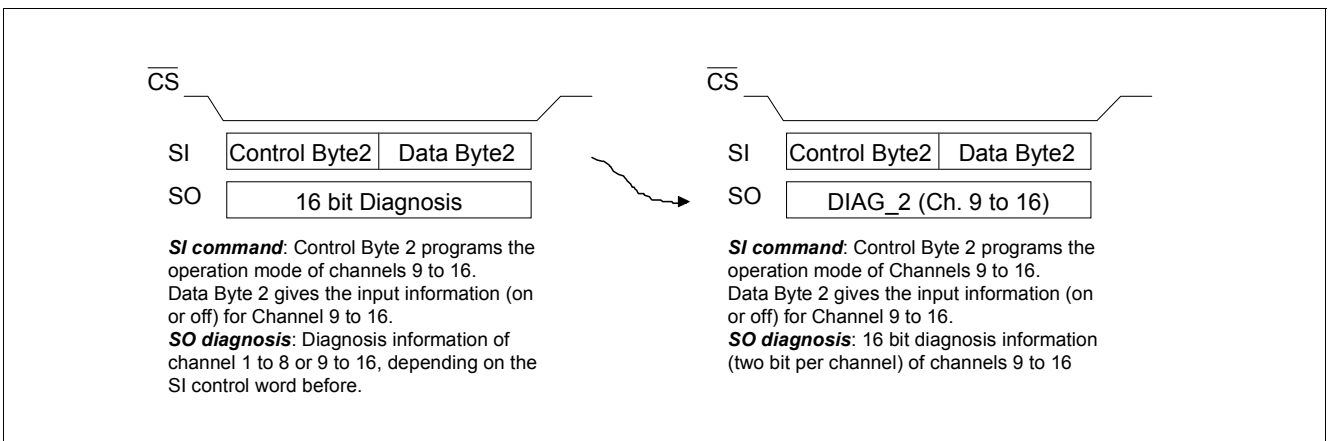 CS
SI Control Byte2 Data Byte2
SO 16 bit Diagnosis
SI command: Control Byte 2 programs the
operation mode of channels 9 to 16.
Data Byte 2 gives the input information (on
or off) for Channel 9 to 16.
SO diagnosis: Diagnosis information of
channel 1 to 8 or 9 to 16, depending on the
SI control word before.
CS
SI Control Byte2 Data Byte2
SO DIAG_2 (Ch. 9 to 16)
SI command: Control Byte 2 programs the
operation mode of Channels 9 to 16.
Data Byte 2 gives the input information (on
or off) for Channel 9 to 16.
SO diagnosis: 16 bit diagnosis information
(two bit per channel) of channels 9 to 16